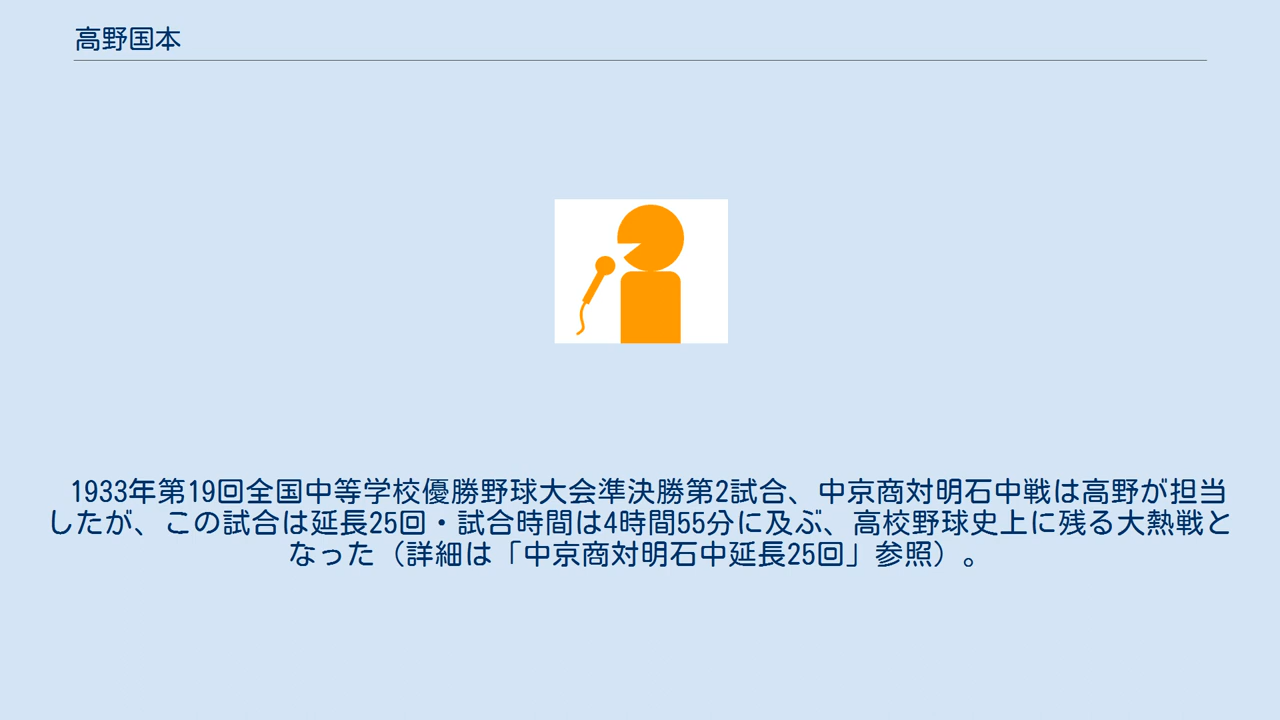 高野国本
1933年第19回全国中等学校優勝野球大会準決勝第2試合、中京商対明石中戦は高野が担当
したが、この試合は延長25回・試合時間は4時間55分に及ぶ、高校野球史上に残る大熱戦と
なった（詳細は「中京商対明石中延長25回」参照）。